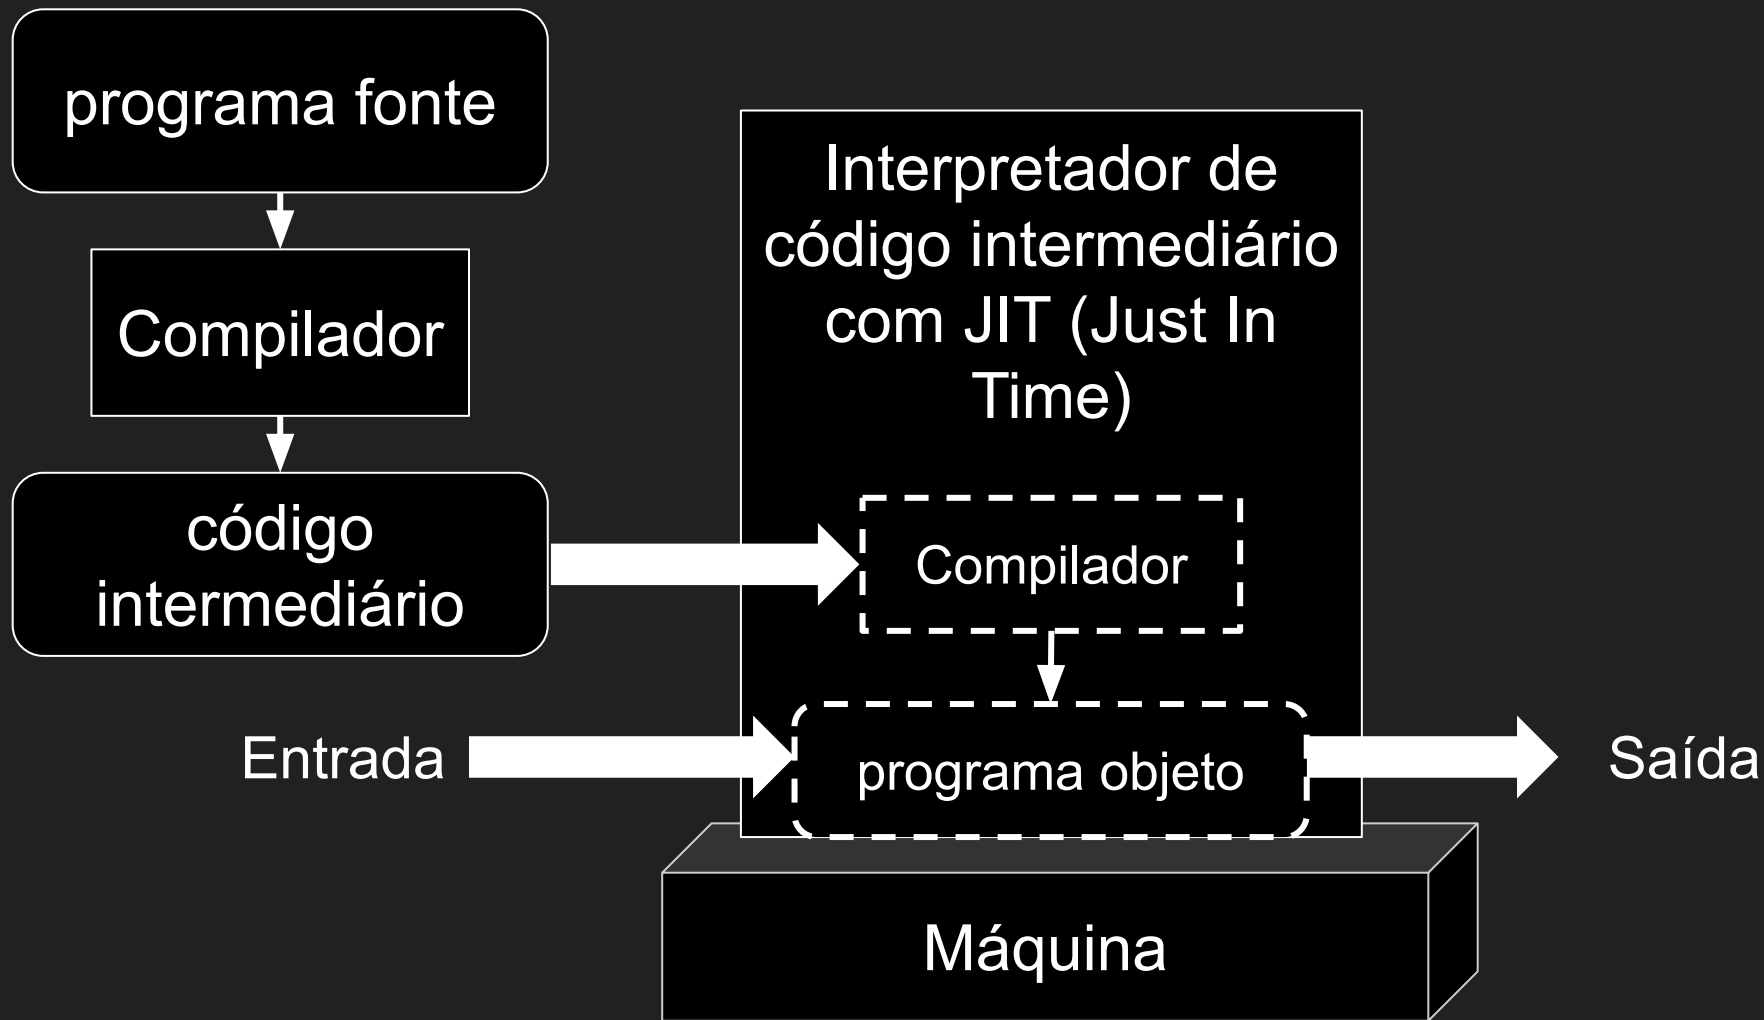 programa fonte
Compilador
código
intermediário
Interpretador de
código intermediário
com JIT (Just In
Time)
Compilador
Entrada
programa objeto
Saída
Máquina